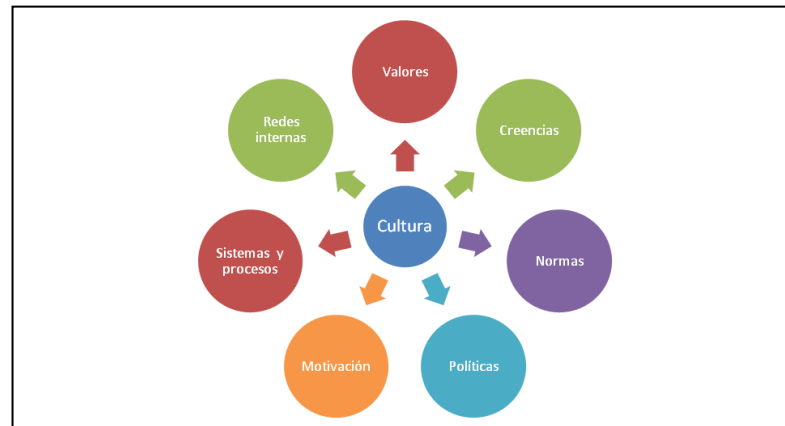 Valores
Creencias
Normas
Políticas
Motivación
Sistemas y
procesos
Redes
internas
Cultura